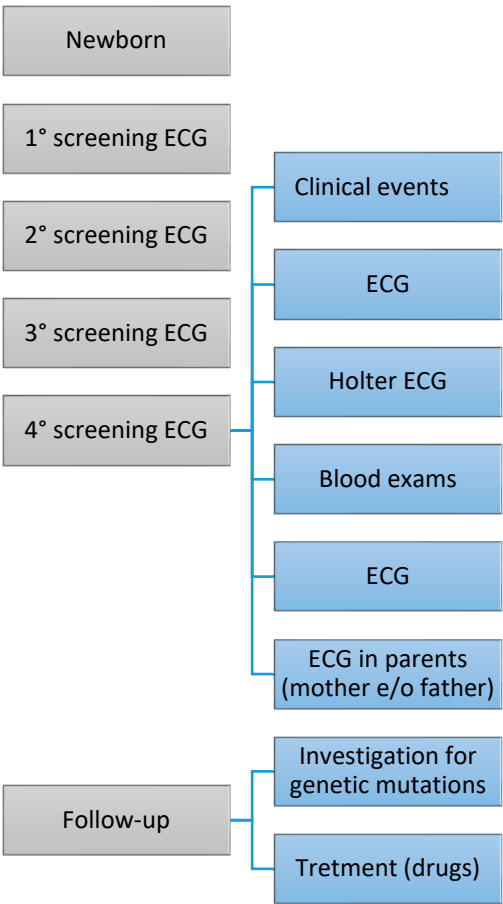 Newborn
1° screening ECG
2° screening ECG
3° screening ECG
4° screening ECG
Clinical events
ECG
Holter ECG
Blood exams
ECG
ECG in parents
(mother e/o father)
Follow-up
Investigation for
genetic mutations
Tretment (drugs)